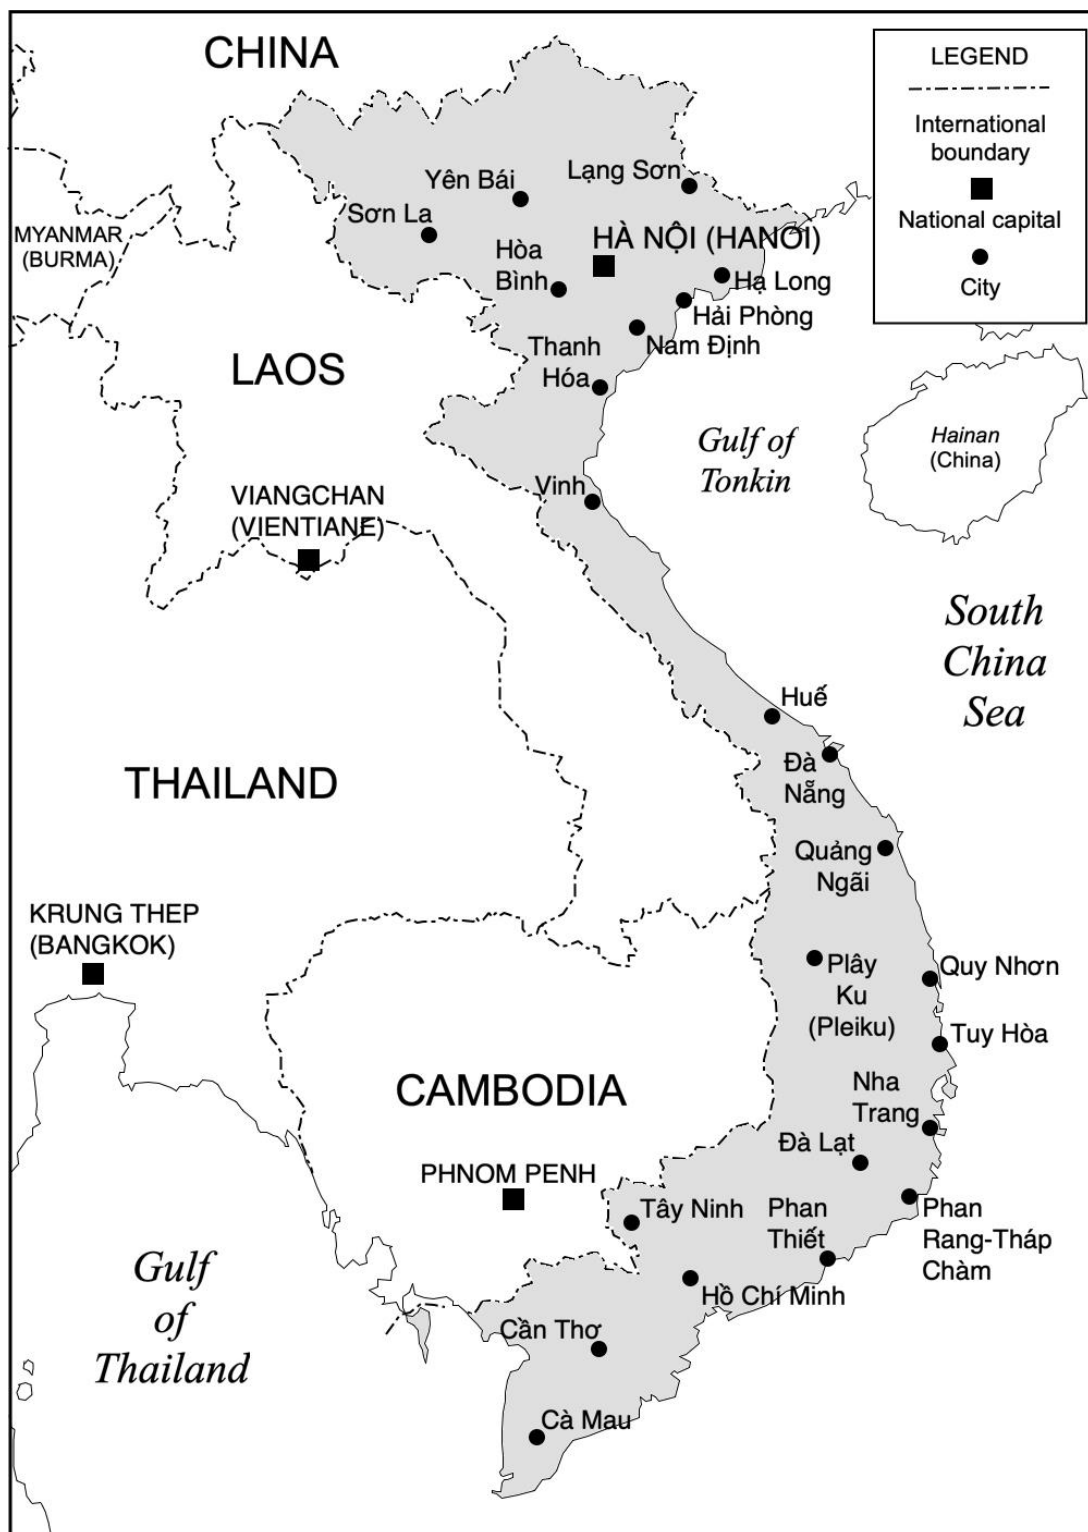 CHINA
LEGEND
International
boundary
National capital
City
Lạng Sơn
Yên Bái
Sơn La
MYANMAR
(BURMA)
HÀ NỘI (HANOI)
Hòa
Bình
Hạ Long
Hải Phòng
Nam Định
Thanh
Hóa
LAOS
Gulf of
Tonkin
Hainan
(China)
Vinh
VIANGCHAN
(VIENTIANE)
South
China
Sea
Huế
Đà
Nẵng
THAILAND
Quảng
Ngãi
KRUNG THEP
(BANGKOK)
Plây
Ku
(Pleiku)
Quy Nhơn
Tuy Hòa
CAMBODIA
Nha
Trang
Đà Lạt
PHNOM PENH
Tây Ninh
Phan
Thiết
Phan
Rang-Tháp
Chàm
Gulf
of
Thailand
Hồ Chí Minh
Cần Thơ
Cà Mau